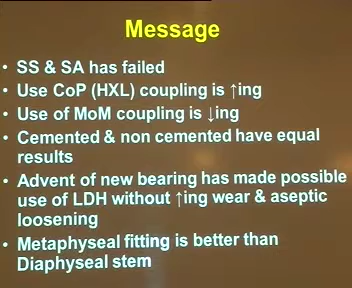 Message
• SS & SA has failed
• Use CoP (HXL) coupling is ↑ing
• Use of MoM coupling is ↓ing
• Cemented & non cemented have equal
results
• Advent of new bearing has made possible
use of LDH without ↑ing wear & aseptic
loosening
• Metaphyseal fitting is better than
Diaphyseal stem